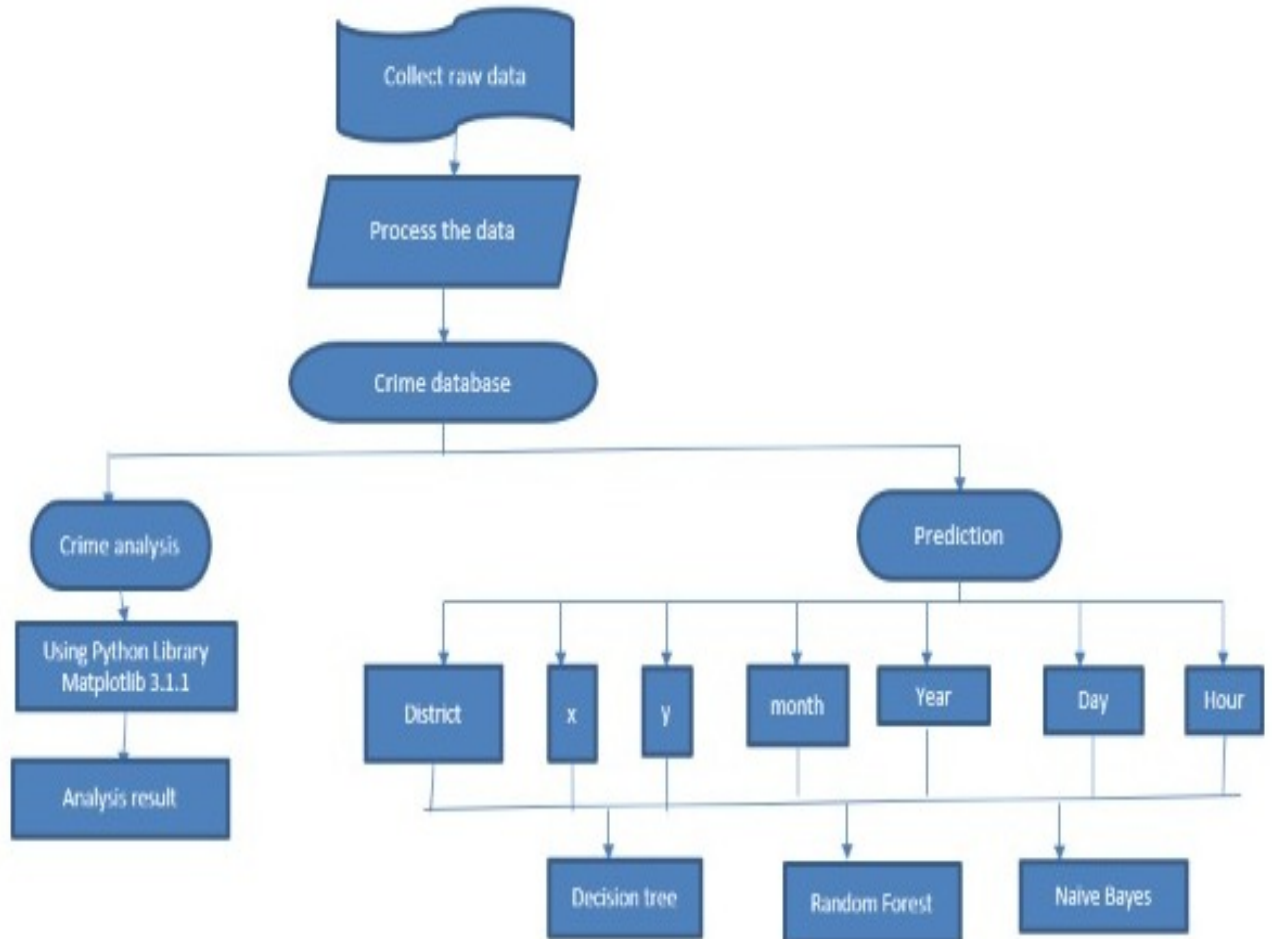 Collect raw data
Process the data
Crime database
Crime analysis
Prediction
Using Python Library
Matplotlib 3.1.1
District
x
y
month
Year
Day
Hour
Analysis result
Decision tree
Random Forest
Naive Bayes